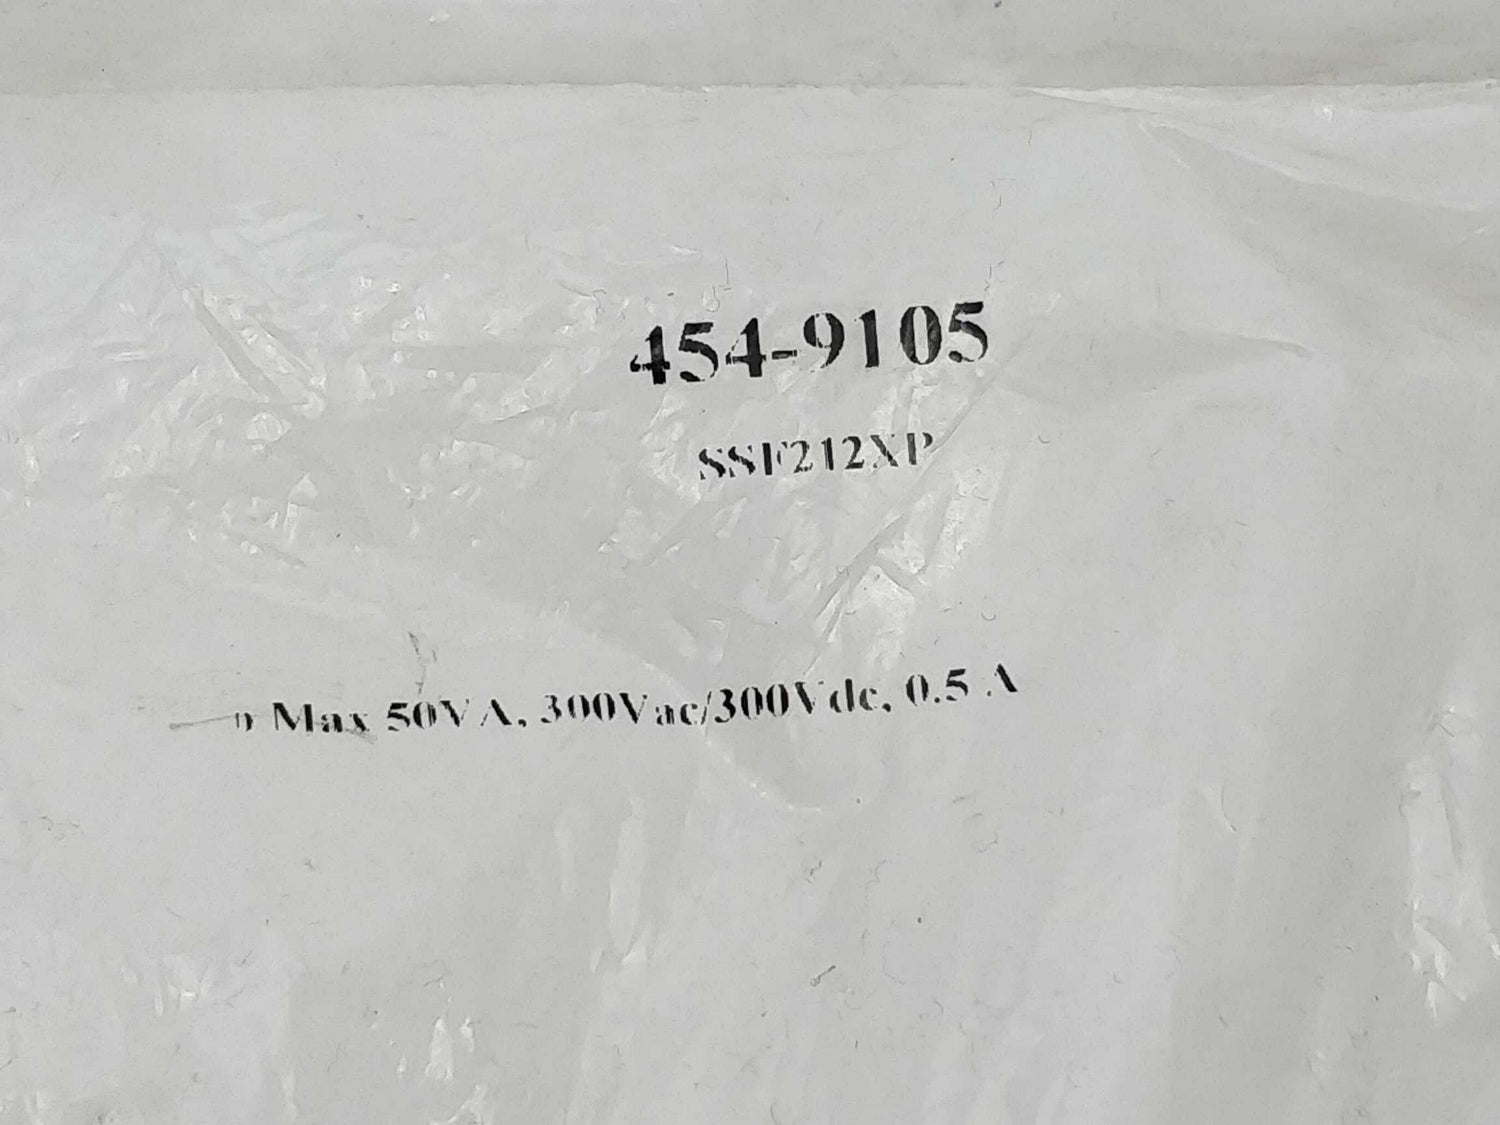 454-9105
SSF212XP
Max 50VA, 300Vac/300Vdc, 0.5 A